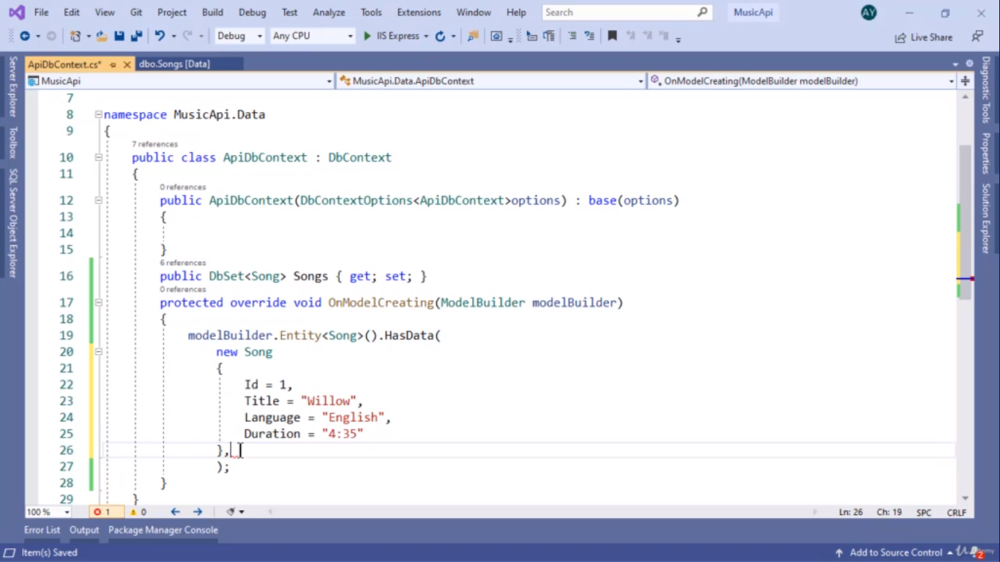 File Edit View Git Project Build Debug Test Analyze Tools Extensions Window Help Search MusicApi AY
Debug Any CPU IIS Express Live Share
ApiDbContext.cs* dbo.Songs [Data]
MusicApi MusicApi.Data.ApiDbContext OnModelCreating(ModelBuilder modelBuilder)
Server Explorer
Toolbox
SQL Server Object Explorer
7
8 namespace MusicApi.Data
9 {
7 references
10 public class ApiDbContext : DbContext
11 {
0 references
12 public ApiDbContext(DbContextOptions<ApiDbContext>options) : base(options)
13 {
14
15 }
6 references
16 public DbSet<Song> Songs { get; set; }
0 references
17 protected override void OnModelCreating(ModelBuilder modelBuilder)
18 {
19 modelBuilder.Entity<Song>().HasData(
20 new Song
21 {
22 Id = 1,
23 Title = "Willow",
24 Language = "English",
25 Duration = "4:35"
26 },
27 );
28 }
29 }
Diagnostic Tools
Properties
Solution Explorer
100 % 1 0 Ln: 26 Ch: 19 SPC CRLF
Error List Output Package Manager Console
Item(s) Saved Add to Source Control 2